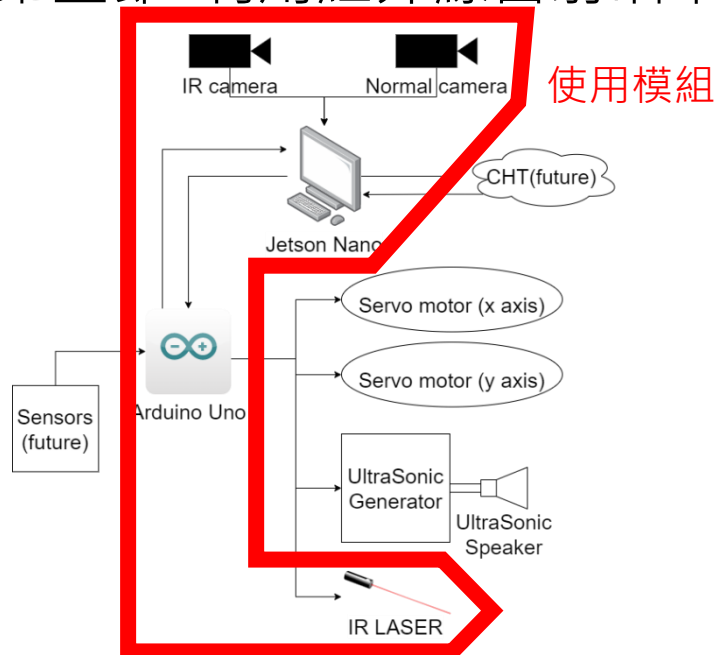 IR camera
Normal camera
使用模組
CHT(future)
Jetson Nano
Servo motor (x axis)
Servo motor (y axis)
Arduino Uno
Sensors
(future)
UltraSonic
Generator
UltraSonic
Speaker
IR LASER